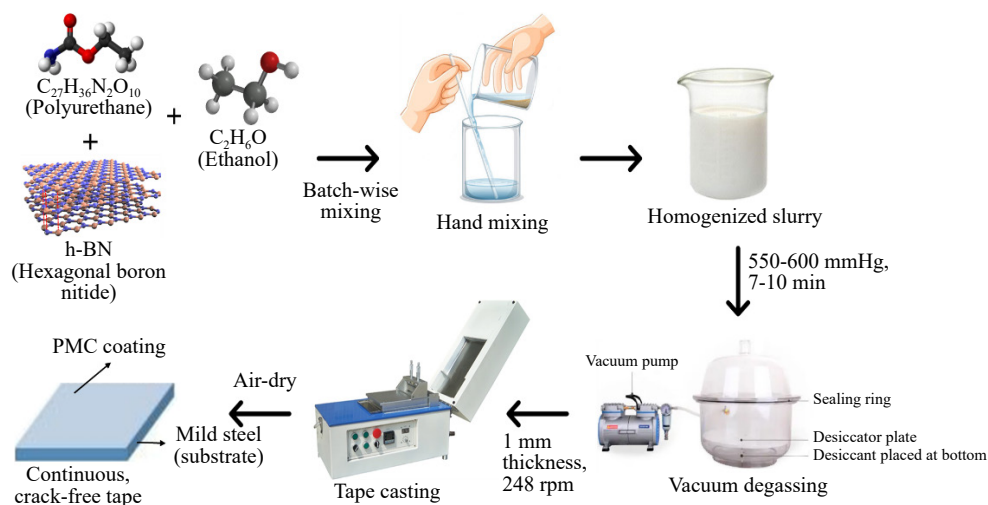 C₂₇H₃₆N₂O₁₀
(Polyurethane)
+
+
C₂H₆O
(Ethanol)
h-BN
(Hexagonal boron
nitide)
Batch-wise
mixing
Hand mixing
Homogenized slurry
550-600 mmHg,
7-10 min
Vacuum pump
Sealing ring
Desiccator plate
Desiccant placed at bottom
Vacuum degassing
1 mm
thickness,
248 rpm
Tape casting
Air-dry
PMC coating
Mild steel
(substrate)
Continuous,
crack-free tape